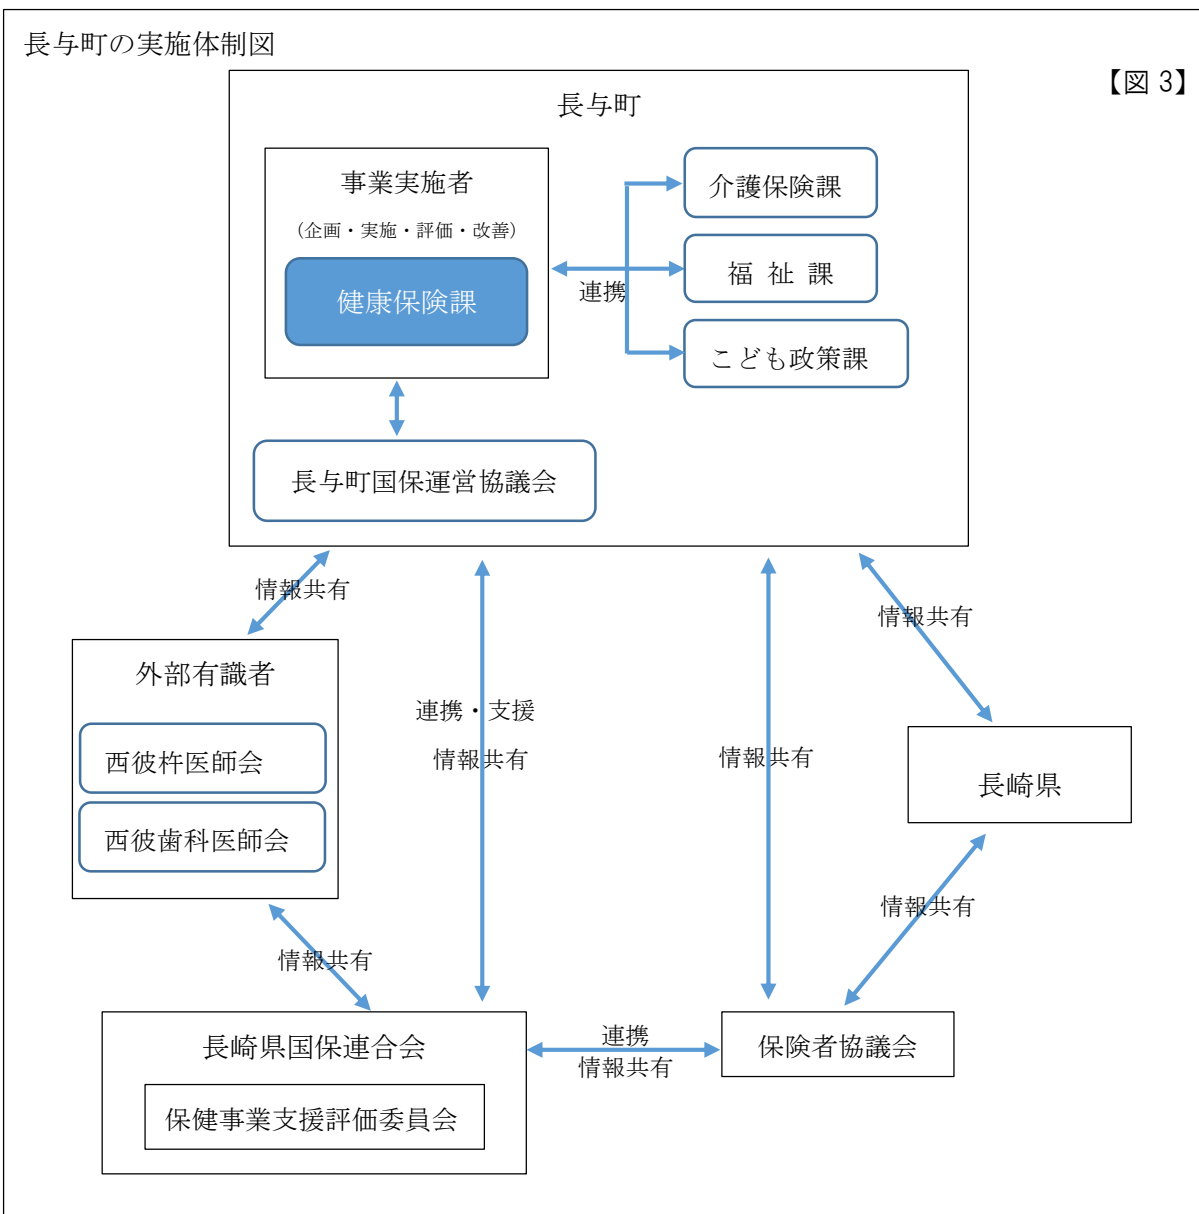 長与町の実施体制図
【図 3】
長与町
事業実施者
（企画・実施・評価・改善）
健康保険課
連携
介護保険課
福 祉 課
こども政策課
長与町国保運営協議会
情報共有
情報共有
外部有識者
西彼杵医師会
西彼歯科医師会
連携・支援
情報共有
情報共有
長崎県
情報共有
情報共有
長崎県国保連合会
保健事業支援評価委員会
連携
情報共有
保険者協議会